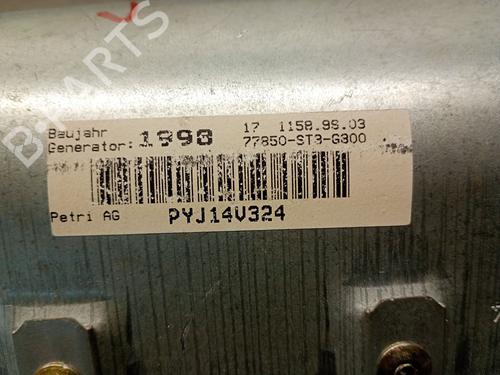 Baujahr
Generator: 1998
17 1158.98.03
77850-ST3-G300
Petri AG
PYJ14V324
B-Parts